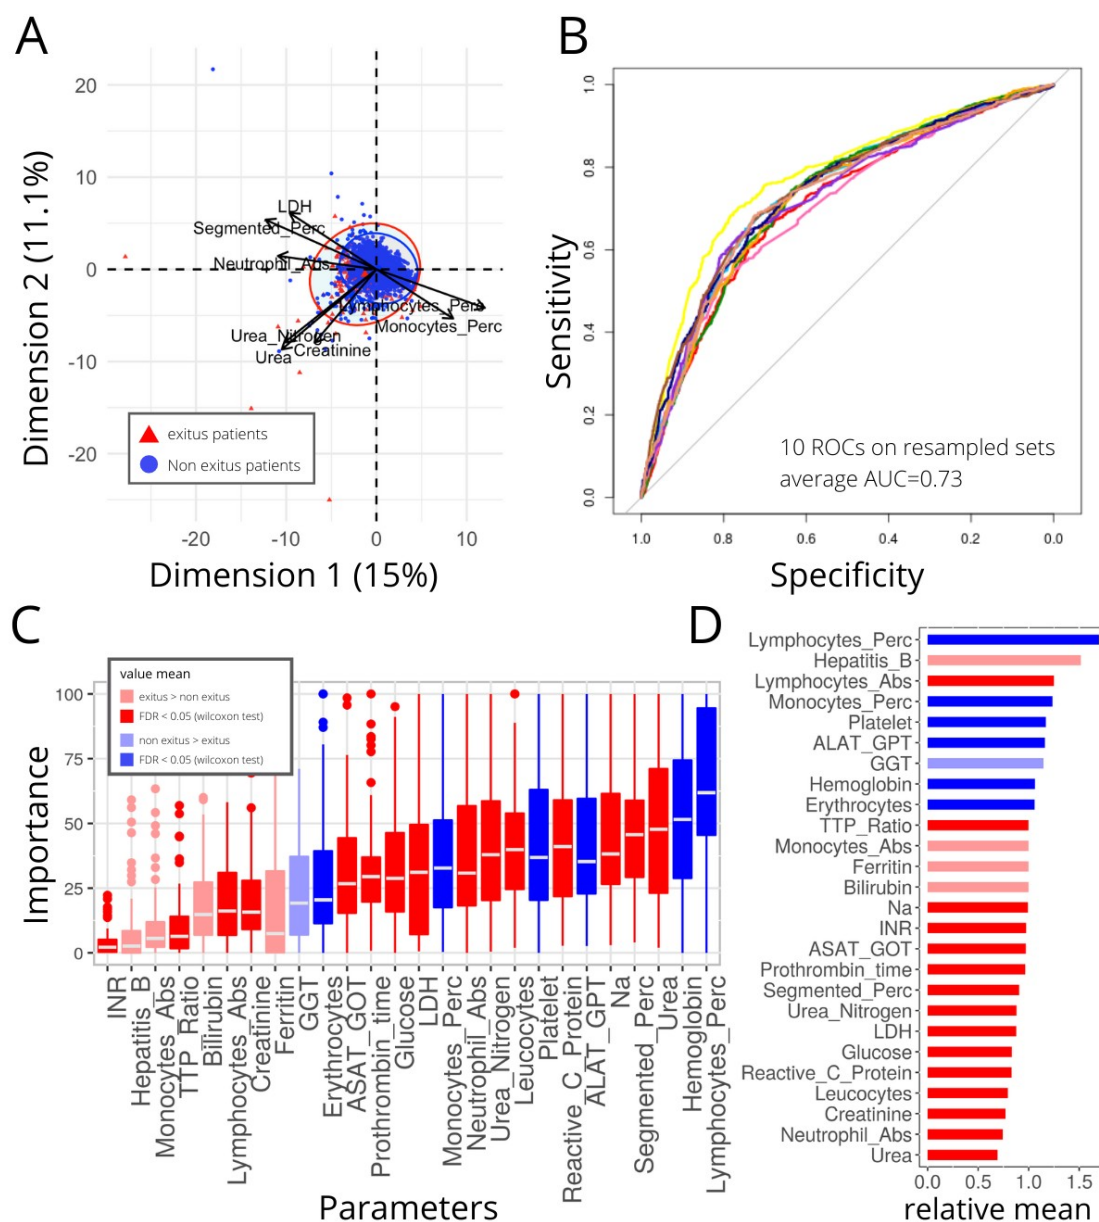 A
Dimension 2 (11.1%)
20
10
0
-10
-20
LDH
Segmented_Perc
Neutrophil_Abs
Lymphocytes_Perc
Monocytes_Perc
Urea_Nitrogen
Urea
Creatinine
exitus patients
Non exitus patients
-20
-10
0
10
Dimension 1 (15%)
B
Sensitivity
1.0
0.8
0.6
0.4
0.2
0.0
10 ROCs on resampled sets
average AUC=0.73
1.0
0.8
0.6
0.4
0.2
0.0
Specificity
C
value mean
exitus > non exitus
FDR < 0.05 (wilcoxon test)
non exitus > exitus
FDR < 0.05 (wilcoxon test)
Importance
100
75
50
25
0
INR
Hepatitis_B
Monocytes_Abs
TTP_Ratio
Bilirubin
Lymphocytes_Abs
Creatinine
Ferritin
GGT
Erythrocytes
ASAT_GOT
Prothrombin_time
Glucose
LDH
Monocytes_Perc
Neutrophil_Abs
Urea_Nitrogen
Leucocytes
Platelet
Reactive_C_Protein
ALAT_GPT
Na
Segmented_Perc
Urea
Hemoglobin
Lymphocytes_Perc
Parameters
D
Lymphocytes_Perc
Hepatitis_B
Lymphocytes_Abs
Monocytes_Perc
Platelet
ALAT_GPT
GGT
Hemoglobin
Erythrocytes
TTP_Ratio
Monocytes_Abs
Ferritin
Bilirubin
Na
INR
ASAT_GOT
Prothrombin_time
Segmented_Perc
Urea_Nitrogen
LDH
Glucose
Reactive_C_Protein
Leucocytes
Creatinine
Neutrophil_Abs
Urea
0.0
0.5
1.0
1.5
relative mean